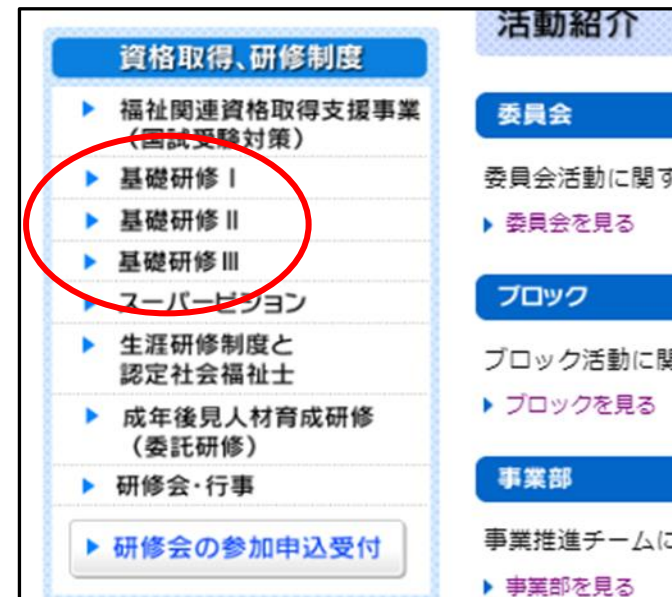 資格取得、研修制度
福祉関連資格取得支援事業
（国試受験対策）
基礎研修Ⅰ
基礎研修Ⅱ
基礎研修Ⅲ
スーパービジョン
生涯研修制度と
認定社会福祉士
成年後見人材育成研修
（委託研修）
研修会・行事
研修会の参加申込受付
活動紹介
委員会
委員会活動に関す
委員会を見る
ブロック
ブロック活動に関
ブロックを見る
事業部
事業推進チームに
事業部を見る